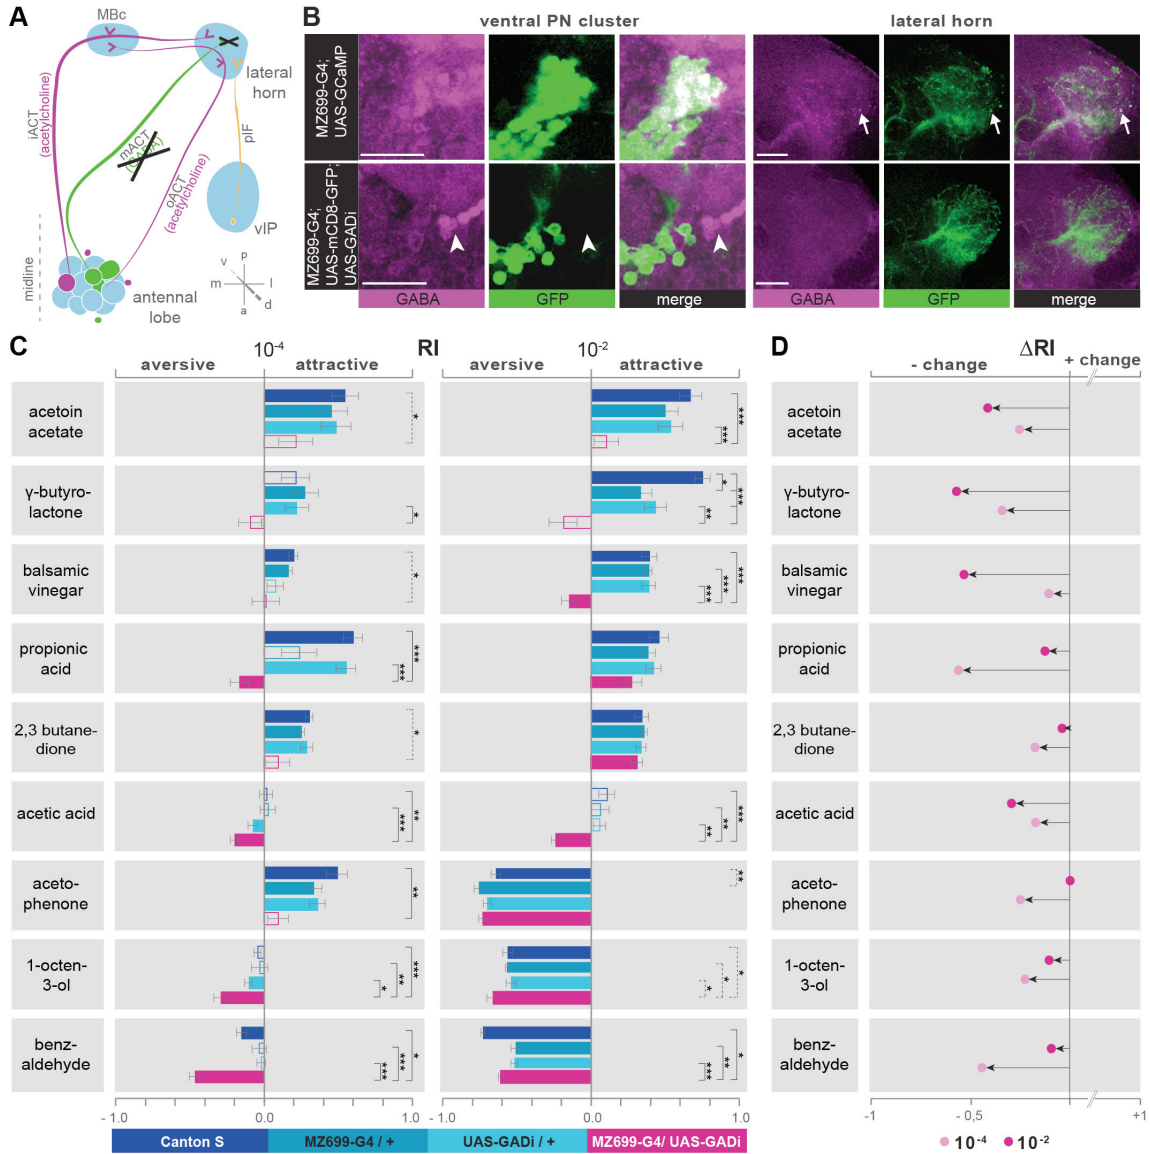 A
MBc
lateral
horn
iACT
(acetylcholine)
mACT
(GABA)
oACT
(acetylcholine)
pIF
vIP
midline
antennal
lobe
v
p
m
l
a
d
B
ventral PN cluster
lateral horn
MZ699-G4;
UAS-GCaMP
MZ699-G4;
UAS-mCD8-GFP;
UAS-GADi
GABA
GFP
merge
GABA
GFP
merge
C
10-4
RI
10-2
aversive
attractive
aversive
attractive
acetoin
acetate
*
***
***
γ-butyro-
lactone
*
*
***
**
balsamic
vinegar
*
***
***
***
propionic
acid
***
***
2,3 butane-
dione
*
acetic acid
***
**
**
**
***
aceto-
phenone
**
**
1-octen-
3-ol
*
**
***
*
*
*
benz-
aldehyde
***
***
*
***
**
*
- 1.0
0.0
1.0
- 1.0
0.0
1.0
Canton S
MZ699-G4 / +
UAS-GADi / +
MZ699-G4/ UAS-GADi
D
ΔRI
- change
+ change
acetoin
acetate
γ-butyro-
lactone
balsamic
vinegar
propionic
acid
2,3 butane-
dione
acetic acid
aceto-
phenone
1-octen-
3-ol
benz-
aldehyde
-1
- 0,5
+1
10-4
10-2